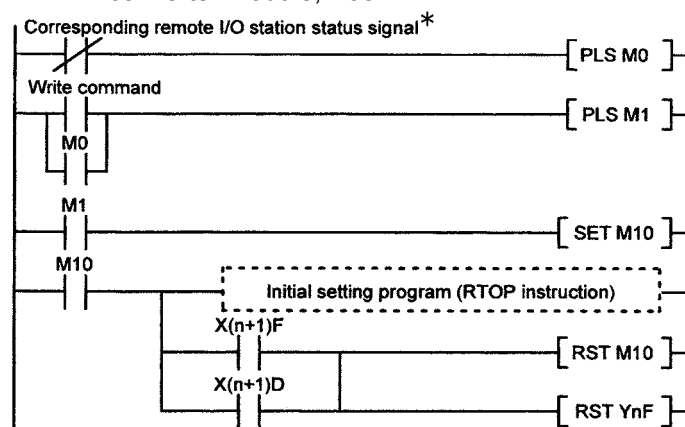 Corresponding remote I/O station status signal*
PLS M0
Write command
PLS M1
M0
M1
SET M10
M10
Initial setting program (RTOP instruction)
X(n+1)F
RST M10
X(n+1)D
RST YnF